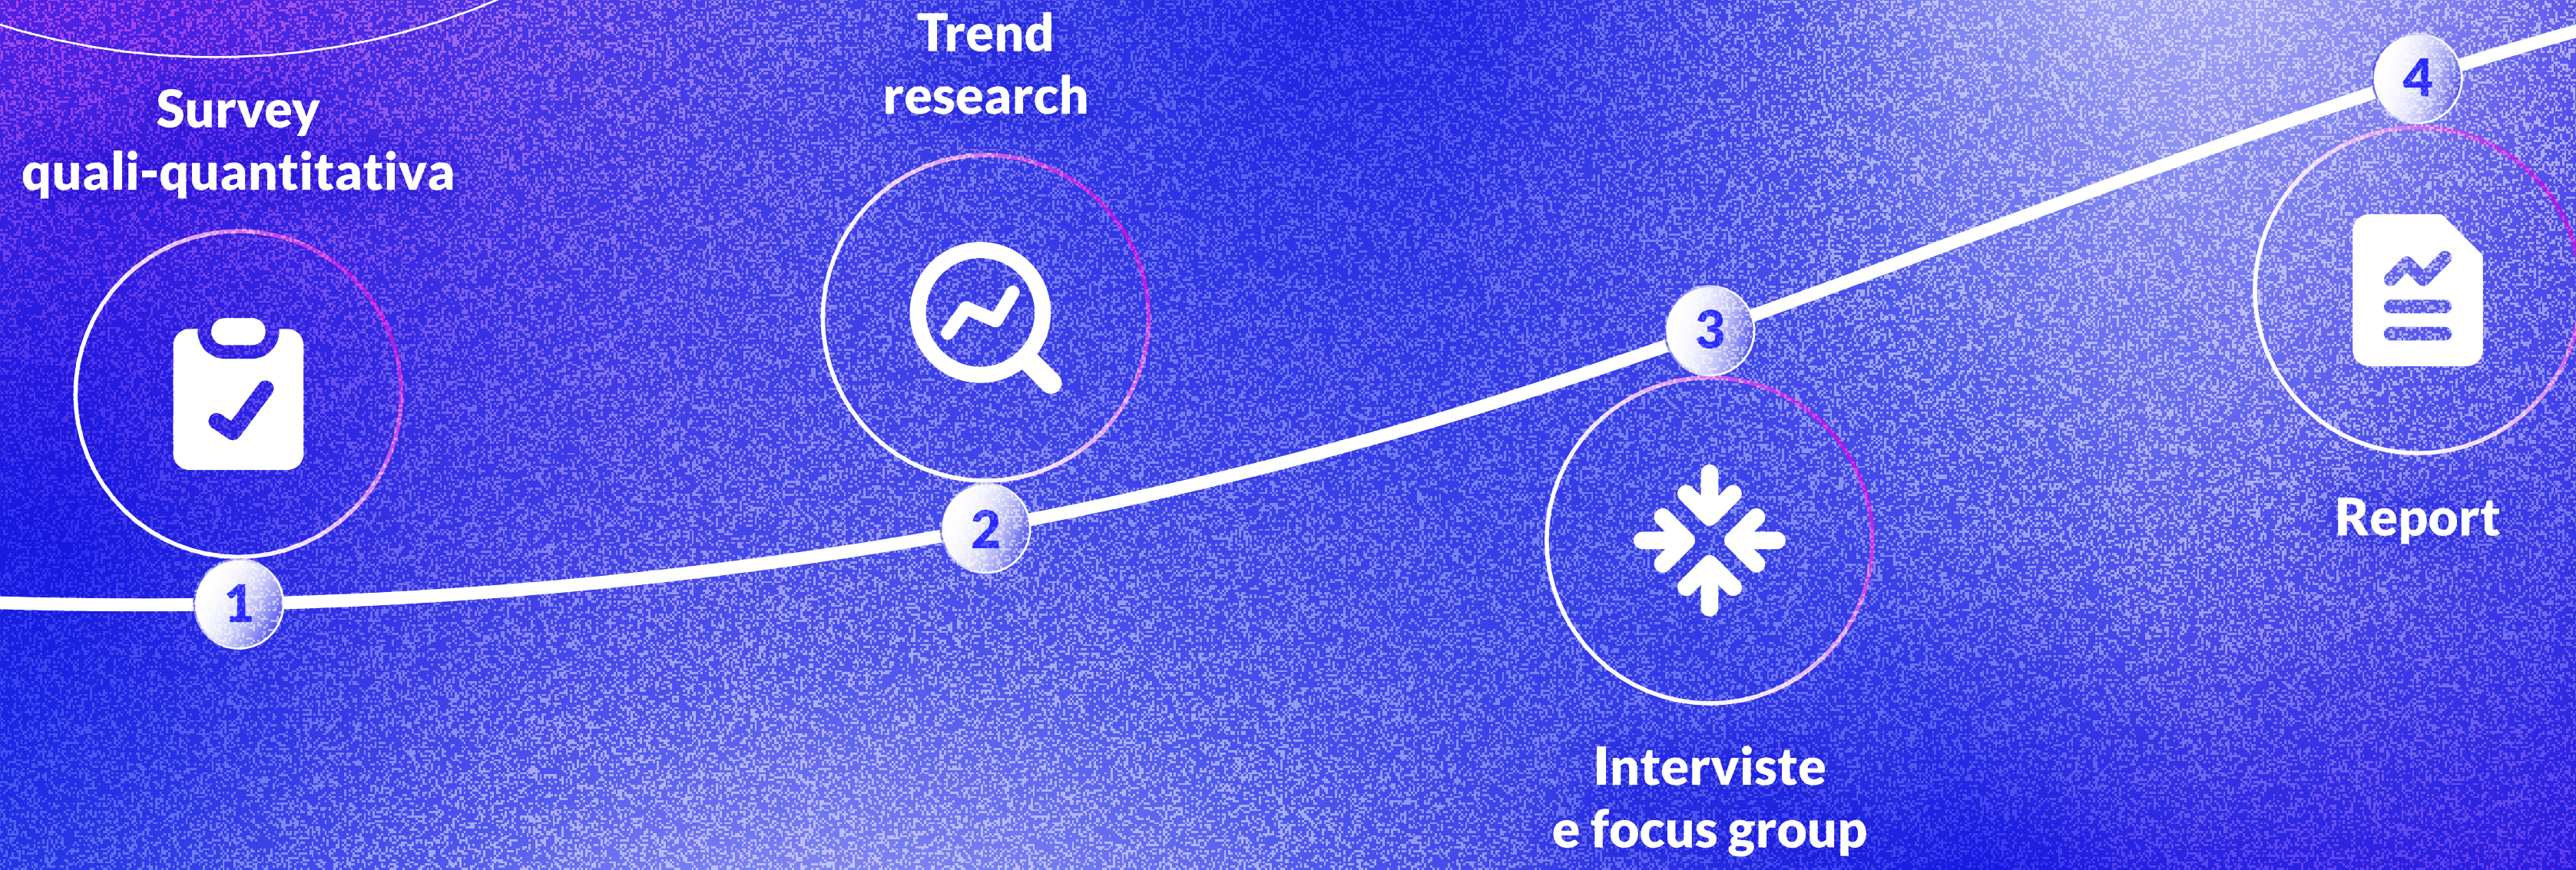 Survey
quali-quantitativa
1
Trend
research
2
3
Interviste
e focus group
4
Report